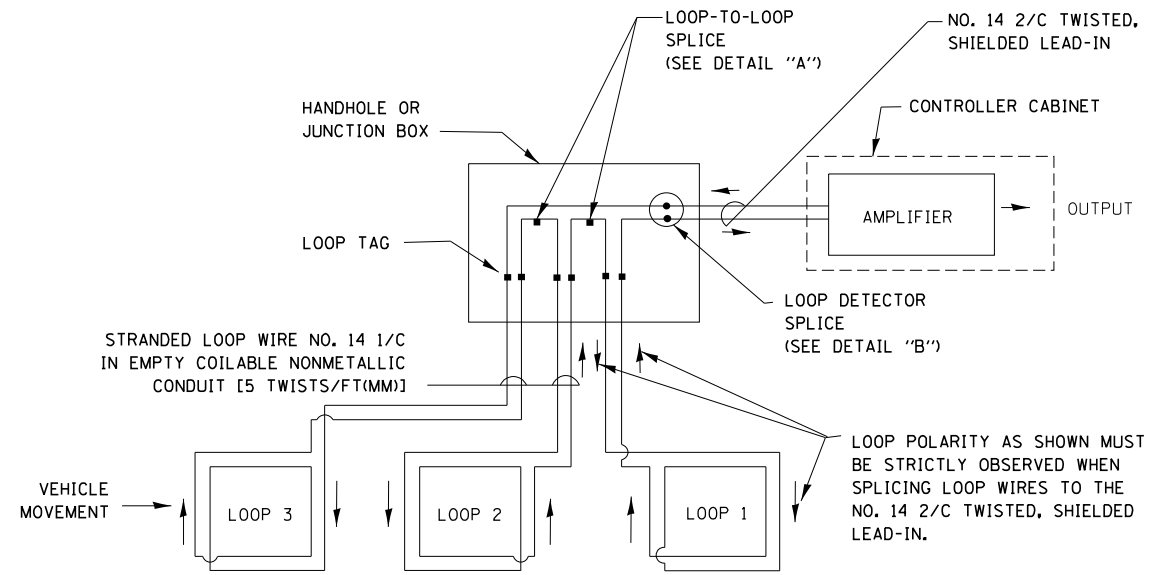 LOOP-TO-LOOP
SPLICE
(SEE DETAIL "A")
NO. 14 2/C TWISTED,
SHIELDED LEAD-IN
HANDHOLE OR
JUNCTION BOX
CONTROLLER CABINET
AMPLIFIER
OUTPUT
LOOP TAG
LOOP DETECTOR
SPLICE
(SEE DETAIL "B")
STRANDED LOOP WIRE NO. 14 1/C
IN EMPTY COILABLE NONMETALLIC
CONDUIT [5 TWISTS/FT(MM)]
LOOP POLARITY AS SHOWN MUST
BE STRICTLY OBSERVED WHEN
SPLICING LOOP WIRES TO THE
NO. 14 2/C TWISTED, SHIELDED
LEAD-IN.
VEHICLE
MOVEMENT
LOOP 3
LOOP 2
LOOP 1